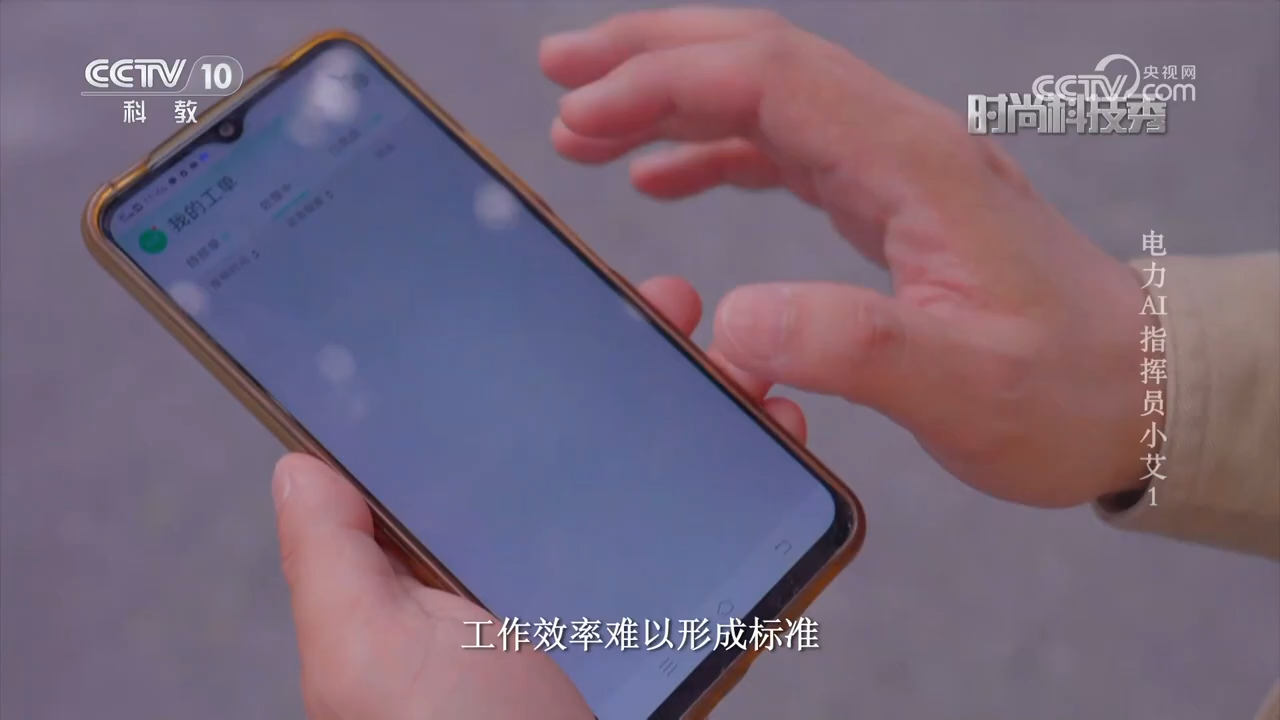 CCTV 10
科教
央视网
CCTV.com
时尚科技秀
我的工单
电力AI指挥员小艾1
工作效率难以形成标准